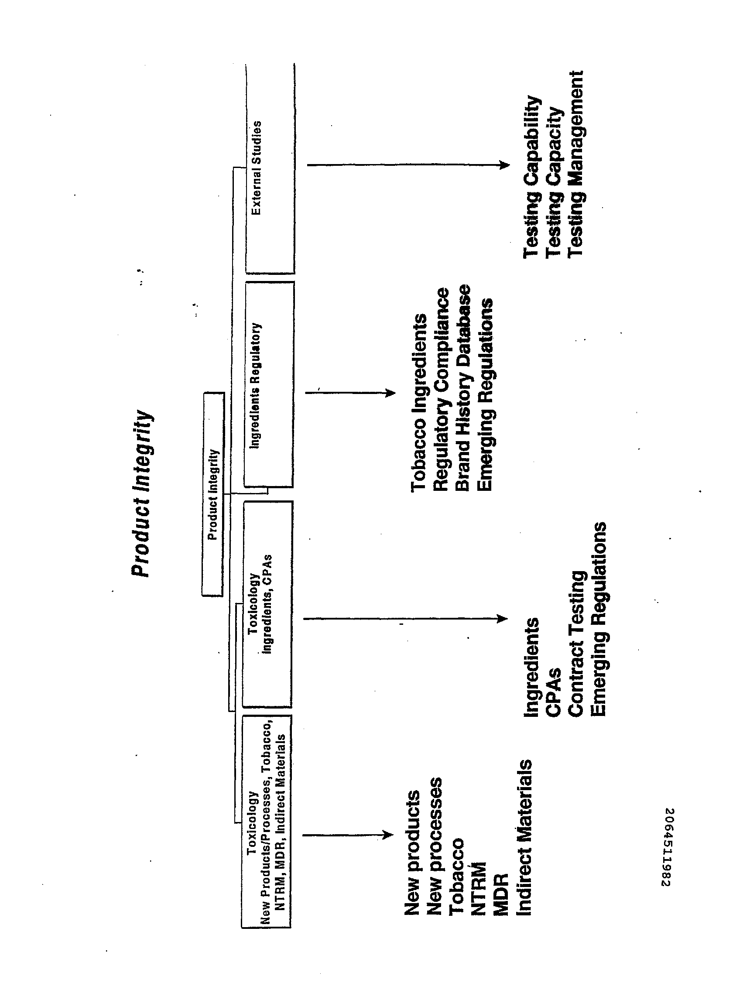 Product Integrity
Product Integrity
Toxicology
New Products/Processes, Tobacco,
NTRM, MDR, Indirect Materials
Toxicology
Ingredients, CPAs
Ingredients Regulatory
External Studies
New products
New processes
Tobacco
NTRM
MDR
Indirect Materials
Ingredients
CPAs
Contract Testing
Emerging Regulations
Tobacco Ingredients
Regulatory Compliance
Brand History Database
Emerging Regulations
Testing Capability
Testing Capacity
Testing Management
2064511982